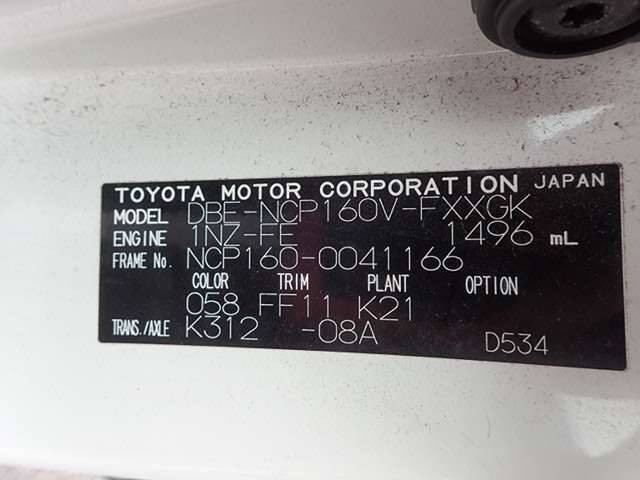 TOYOTA MOTOR CORPORATION JAPAN
MODEL DBE-NCP160V-FXXGK
ENGINE 1NZ-FE 1496 mL
FRAME No. NCP160-0041166
COLOR TRIM PLANT OPTION
058 FF11 K21
TRANS./AXLE K312 -08A
D534